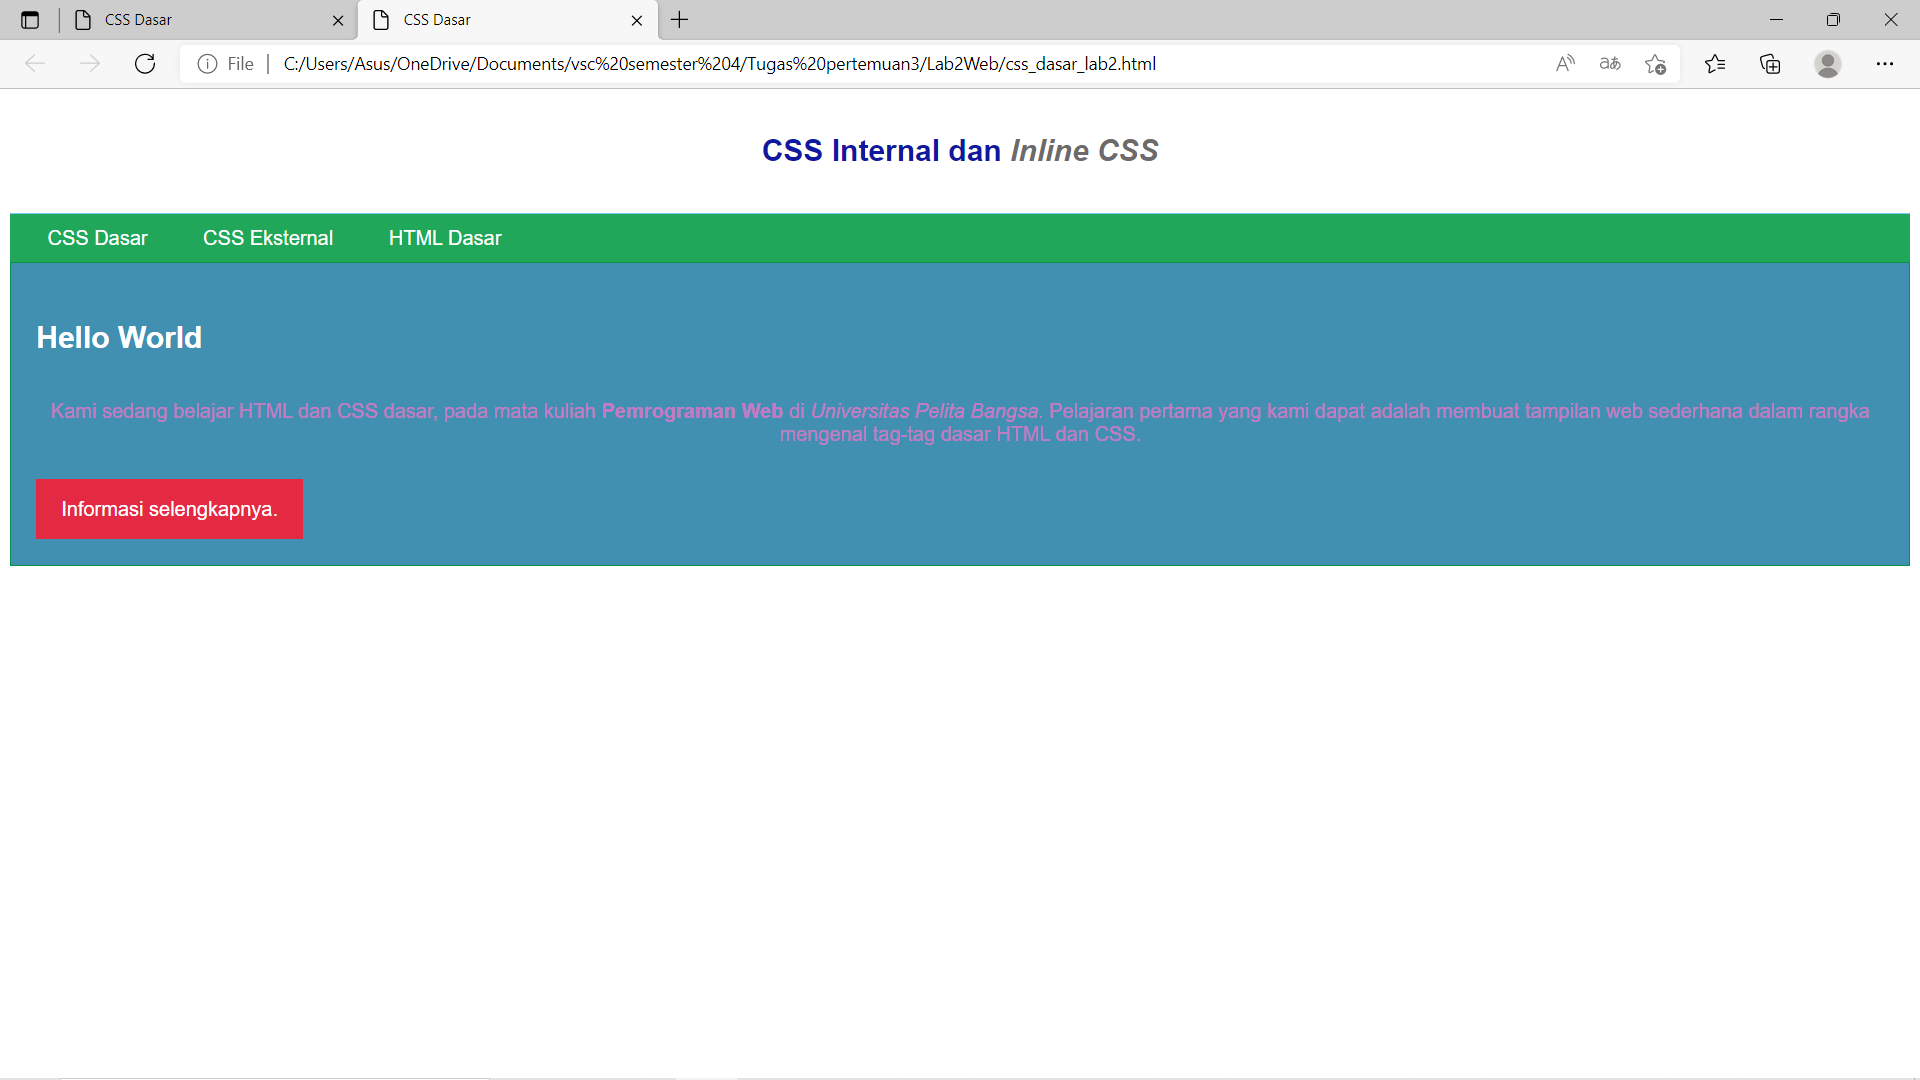 CSS Dasar
CSS Dasar
File
C:/Users/Asus/OneDrive/Documents/vsc%20semester%204/Tugas%20pertemuan3/Lab2Web/css_dasar_lab2.html
CSS Internal dan Inline CSS
CSS Dasar CSS Eksternal HTML Dasar
Hello World
Kami sedang belajar HTML dan CSS dasar, pada mata kuliah Pemrograman Web di Universitas Pelita Bangsa. Pelajaran pertama yang kami dapat adalah membuat tampilan web sederhana dalam rangka
mengenal tag-tag dasar HTML dan CSS.
Informasi selengkapnya.